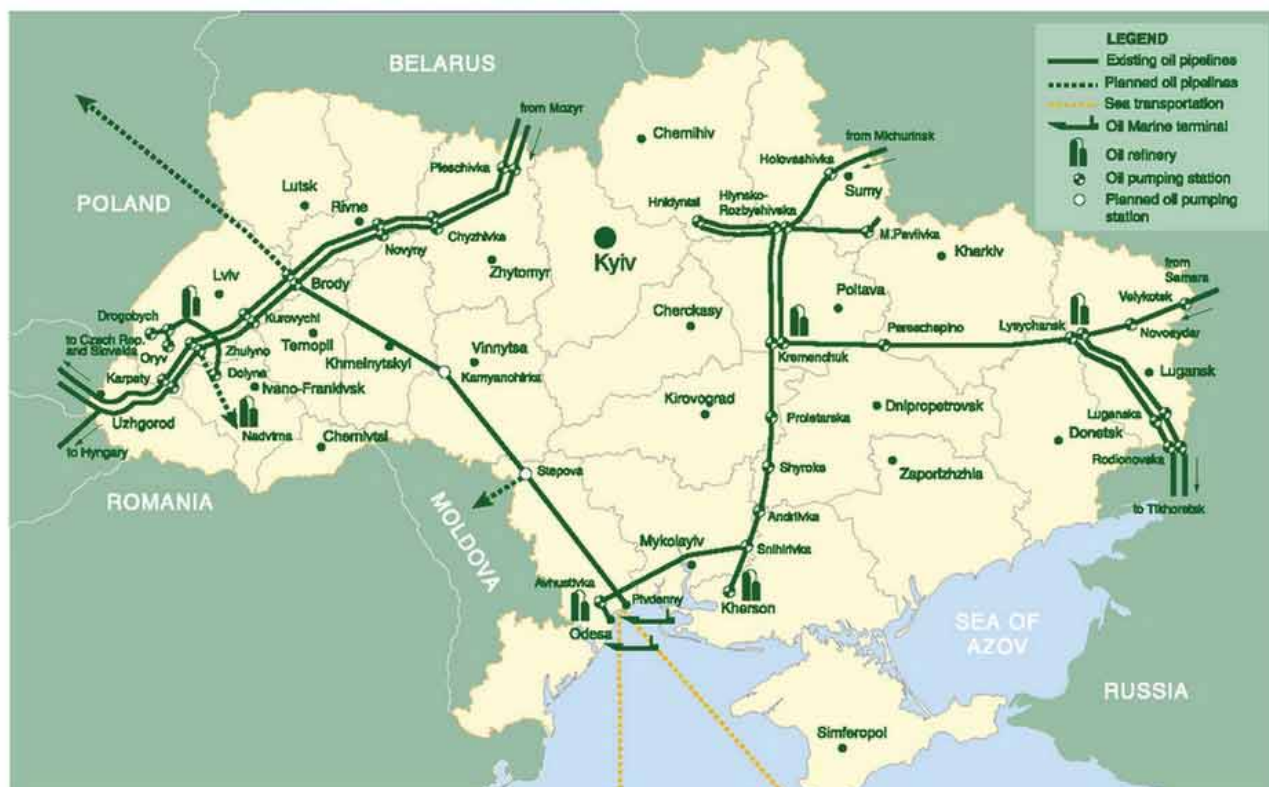 LEGEND
Existing oil pipelines
Planned oil pipelines
Sea transportation
Oil Marine terminal
Oil refinery
Oil pumping station
Planned oil pumping
station
BELARUS
from Mozyr
Chernihiv
from Michurinsk
Holovashivka
Sumy
Pleschivka
POLAND
Lutsk
Rivne
Hnidyntsi
Hlynsko-
Rozbyshivska
M.Pavlivka
Novyny
Chyzhivka
Kyiv
Kharkiv
Zhytomyr
from
Samara
Lviv
Brody
Velykotsk
Drogobych
Kurovychi
Cherckasy
Poltava
Pereschepino
Lysychansk
Novoaydar
to Czech Rep.
and Slovakia
Oryv
Zhulyno
Ternopil
Khmelnytskyi
Vinnytsa
Kamyanohirka
Kremenchuk
Karpaty
Dolyna
Ivano-Frankivsk
Lugansk
Uzhgorod
Nadvirna
Chernivtsi
Kirovograd
Proletarska
Dnipropetrovsk
Luganska
Donetsk
to Hungary
Rodionovska
Stepova
Shyroke
Zaportzhzhia
ROMANIA
MOLDOVA
Andriivka
to Tikhoretsk
Mykolayiv
Snihirivka
Avhustivka
Pivdenny
Kherson
Odesa
SEA OF
AZOV
RUSSIA
Simferopol